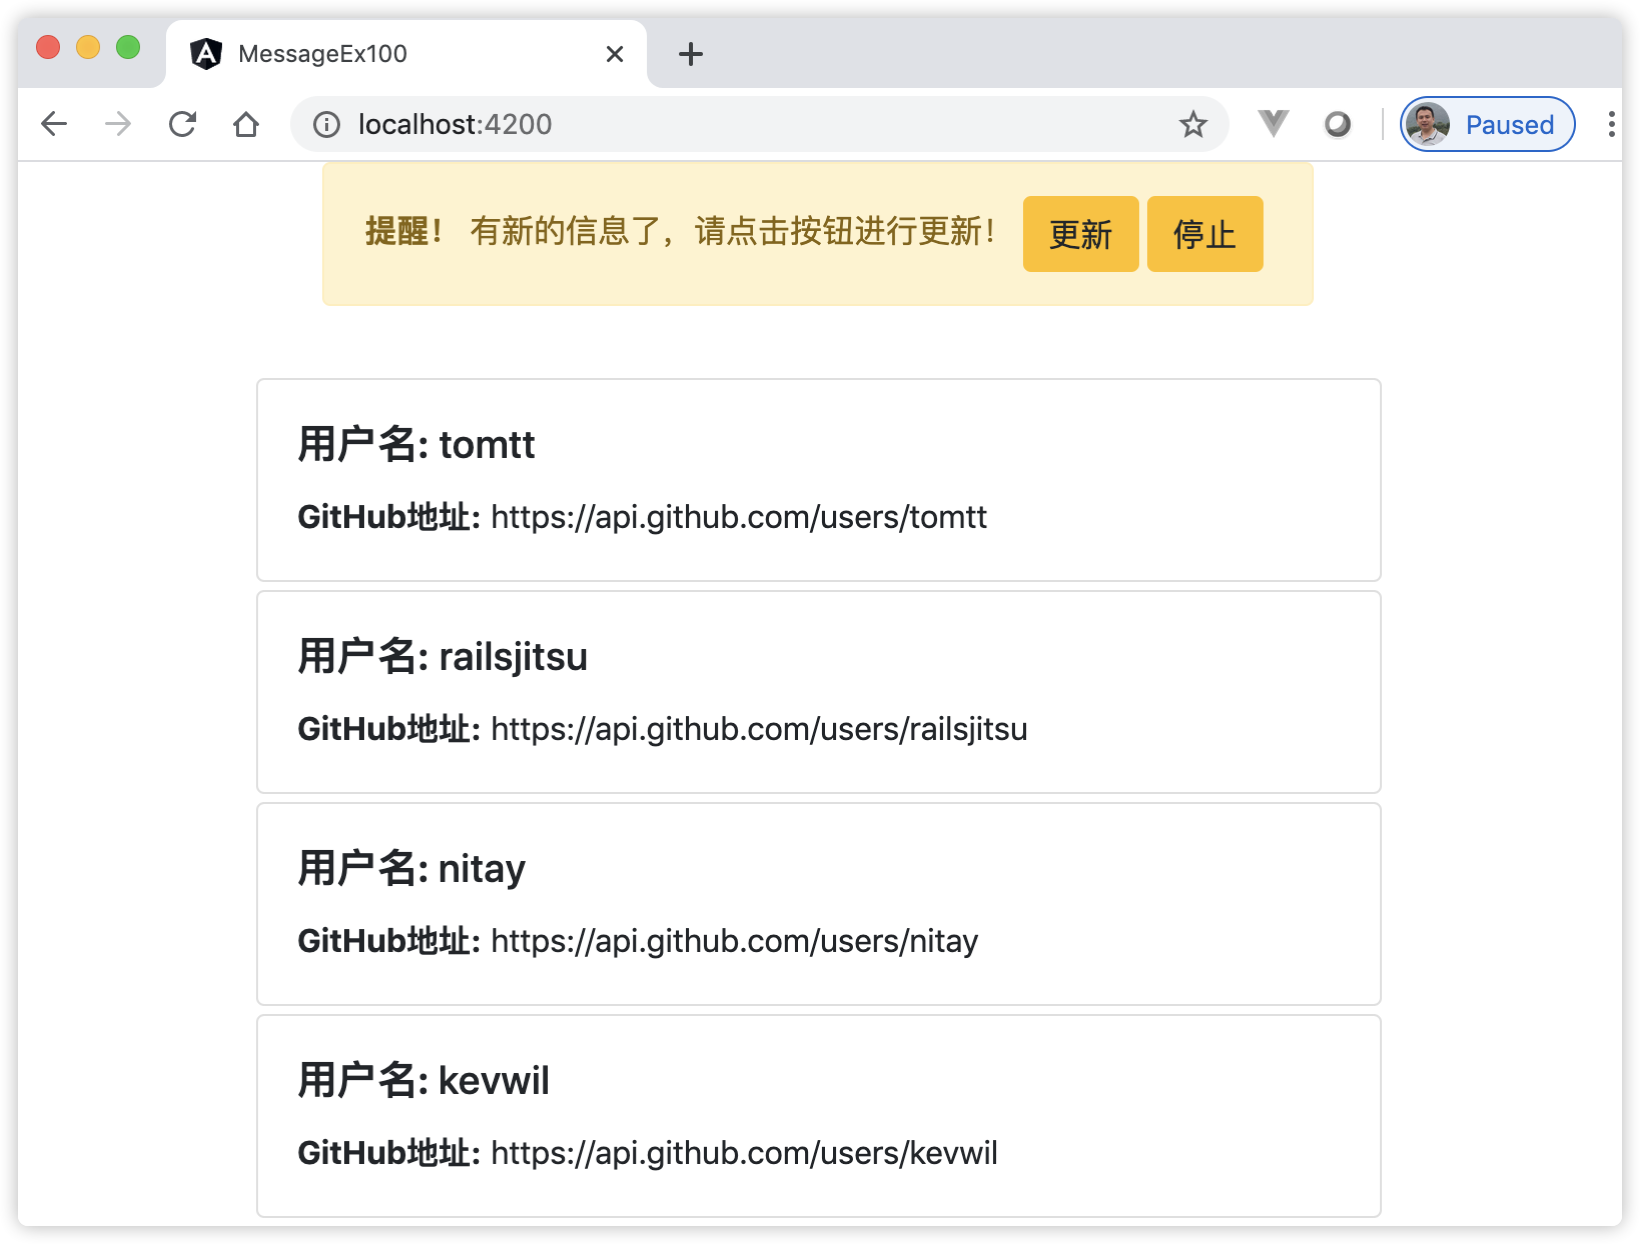 MessageEx100
localhost:4200
Paused
提醒! 有新的信息了，请点击按钮进行更新! 更新 停止
用户名: tomtt
GitHub地址: https://api.github.com/users/tomtt
用户名: railsjitsu
GitHub地址: https://api.github.com/users/railsjitsu
用户名: nitay
GitHub地址: https://api.github.com/users/nitay
用户名: kevwil
GitHub地址: https://api.github.com/users/kevwil